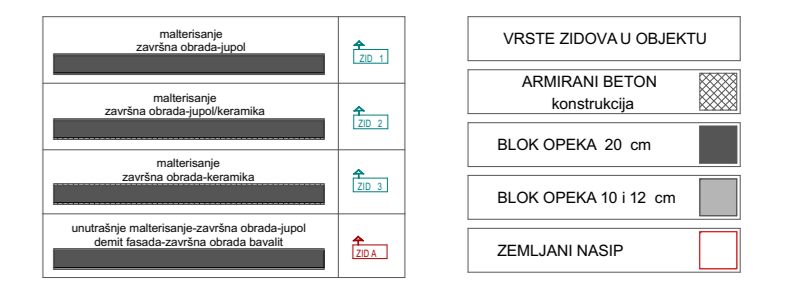 malterisanje
završna obrada-jupol
ZID 1
malterisanje
završna obrada-jupol/keramika
ZID 2
malterisanje
završna obrada-keramika
ZID 3
unutrašnje malterisanje-završna obrada-jupol
demit fasada-završna obrada bavalit
ZID A
VRSTE ZIDOVA U OBJEKTU
ARMIRANI BETON
konstrukcija
BLOK OPEKA 20 cm
BLOK OPEKA 10 i 12 cm
ZEMLJANI NASIP